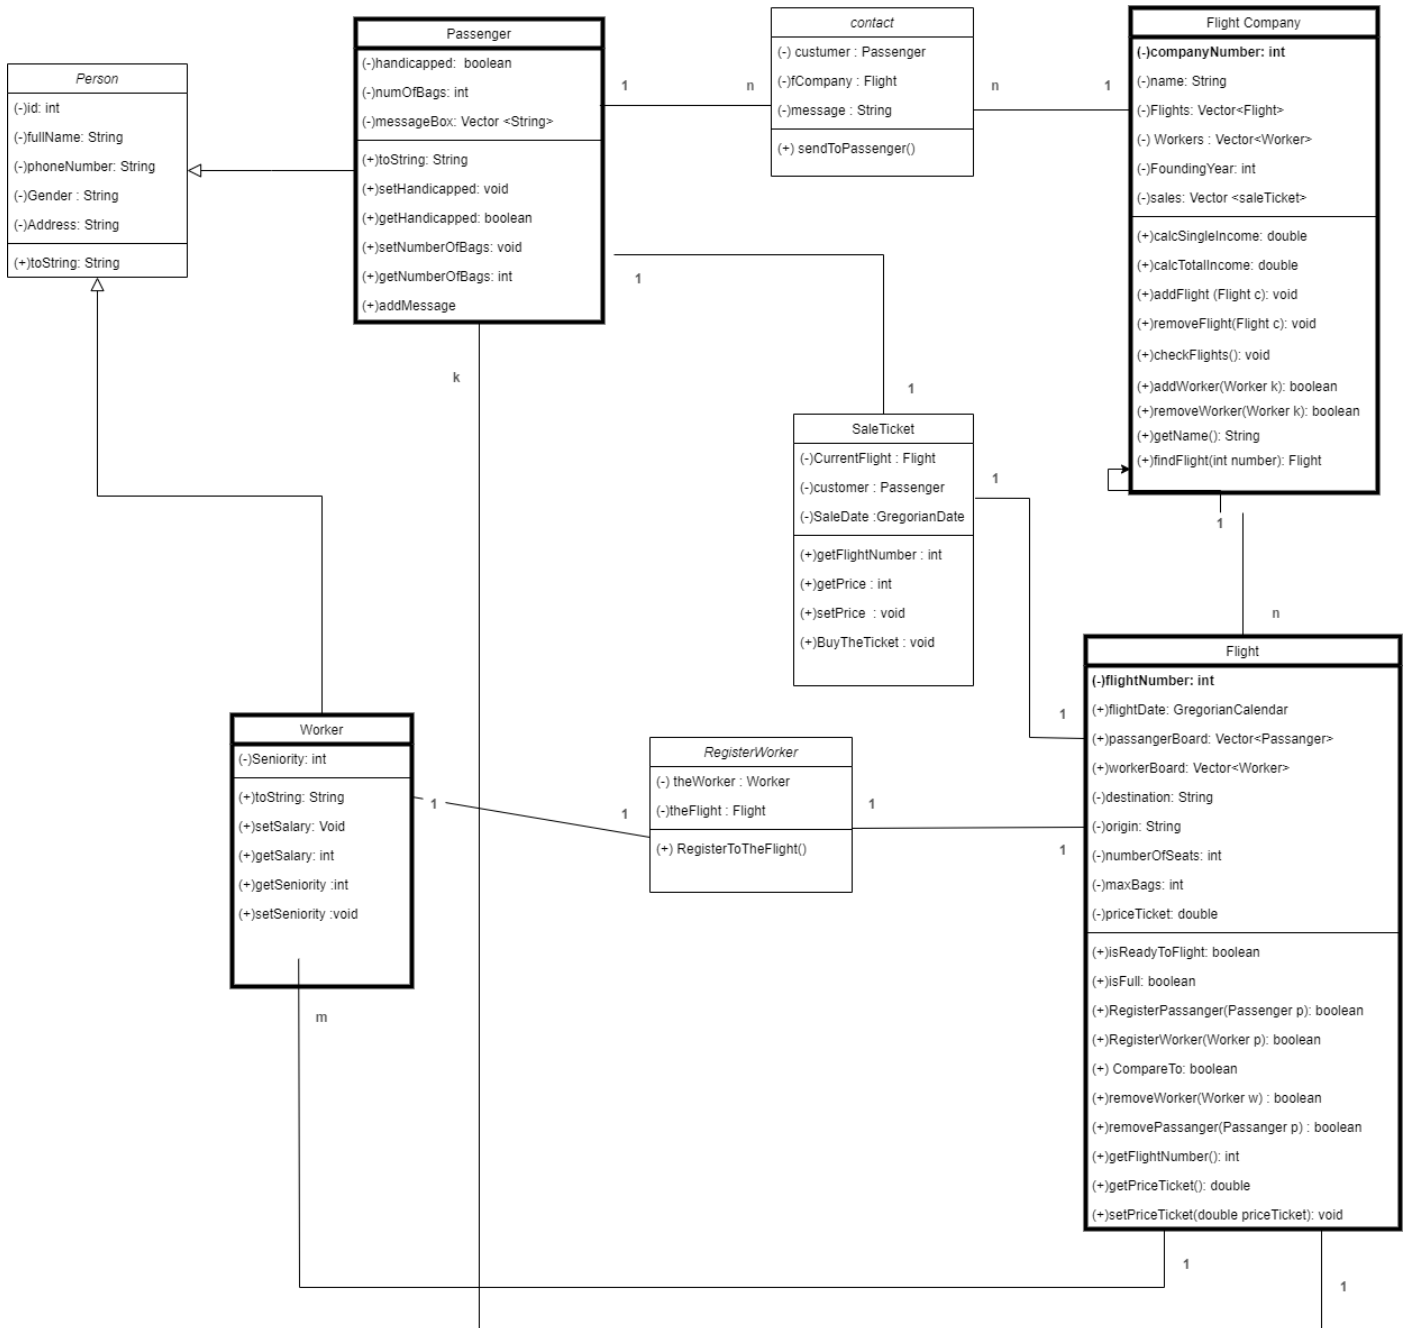 Person
(-)id: int
(-)fullName: String
(-)phoneNumber: String
(-)Gender : String
(-)Address: String
(+)toString: String
Passenger
(-)handicapped:  boolean
(-)numOfBags: int
(-)messageBox: Vector <String>
(+)toString: String
(+)setHandicapped: void
(+)getHandicapped: boolean
(+)setNumberOfBags: void
(+)getNumberOfBags: int
(+)addMessage
1
n
contact
(-) custumer : Passenger
(-)fCompany : Flight
(-)message : String
(+) sendToPassenger()
n
1
Flight Company
(-)companyNumber: int
(-)name: String
(-)Flights: Vector<Flight>
(-) Workers : Vector<Worker>
(-)FoundingYear: int
(-)sales: Vector <saleTicket>
(+)calcSingleIncome: double
(+)calcTotalIncome: double
(+)addFlight (Flight c): void
(+)removeFlight(Flight c): void
(+)checkFlights(): void
(+)addWorker(Worker k): boolean
(+)removeWorker(Worker k): boolean
(+)getName(): String
(+)findFlight(int number): Flight
1
n
1
k
1
SaleTicket
(-)CurrentFlight : Flight
(-)customer : Passenger
(-)SaleDate :GregorianDate
(+)getFlightNumber : int
(+)getPrice : int
(+)setPrice  : void
(+)BuyTheTicket : void
1
1
Worker
(-)Seniority: int
(+)toString: String
(+)setSalary: Void
(+)getSalary: int
(+)getSeniority :int
(+)setSeniority :void
1
1
m
RegisterWorker
(-) theWorker : Worker
(-)theFlight : Flight
(+) RegisterToTheFlight()
1
1
Flight
(-)flightNumber: int
(+)flightDate: GregorianCalendar
(+)passangerBoard: Vector<Passanger>
(+)workerBoard: Vector<Worker>
(-)destination: String
(-)origin: String
(-)numberOfSeats: int
(-)maxBags: int
(-)priceTicket: double
(+)isReadyToFlight: boolean
(+)isFull: boolean
(+)RegisterPassanger(Passenger p): boolean
(+)RegisterWorker(Worker p): boolean
(+) CompareTo: boolean
(+)removeWorker(Worker w) : boolean
(+)removePassanger(Passanger p) : boolean
(+)getFlightNumber(): int
(+)getPriceTicket(): double
(+)setPriceTicket(double priceTicket): void
1
1